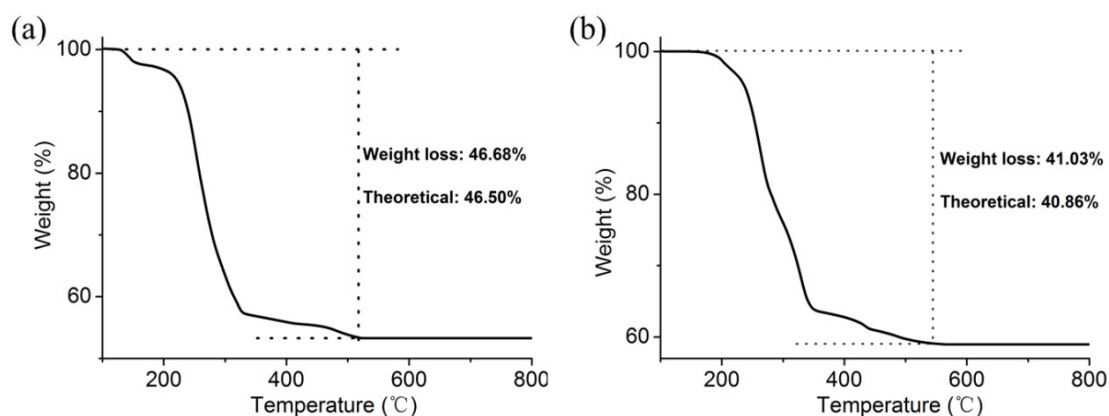 (a)
100
80
60
Weight (%)
Weight loss: 46.68%
Theoretical: 46.50%
200 400 600 800
Temperature (℃)
(b)
100
80
60
Weight (%)
Weight loss: 41.03%
Theoretical: 40.86%
200 400 600 800
Temperature (℃)